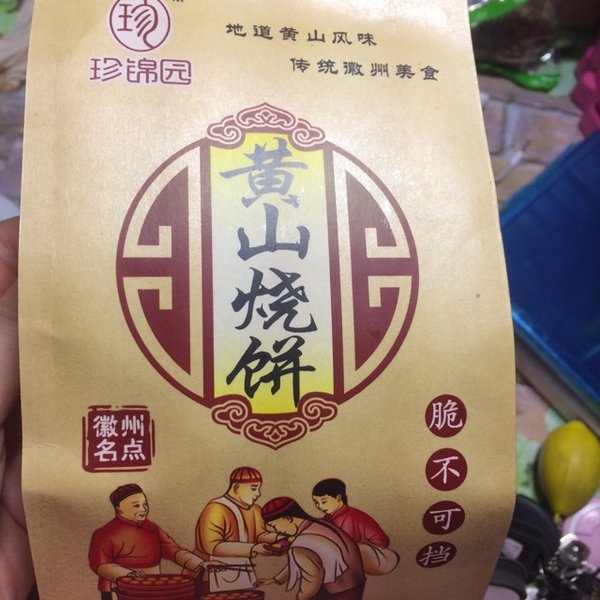 珍
珍锦园
地道黄山风味
传统徽州美食
黄山烧饼
徽州
名点
脆不可挡